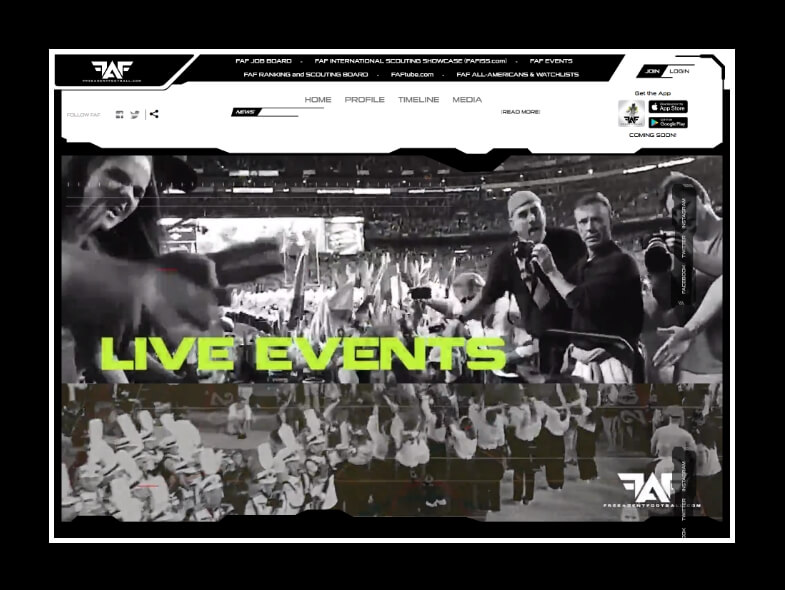 FAF JOB BOARD - FAF INTERNATIONAL SCOUTING SHOWCASE (FAFISS.com) - FAF EVENTS
FAF RANKING and SCOUTING BOARD - FAFtube.com - FAF ALL-AMERICANS & WATCHLISTS
FAF
FREEAGENTFOOTBALL.COM
JOIN LOGIN
Get the App
HOME PROFILE TIMELINE MEDIA
FOLLOW FAF
NEWS
READ MORE!
App Store
Google Play
COMING SOON!
FACEBOOK TWITTER INSTAGRAM
LIVE EVENTS
TWITTER INSTAGRAM
FAF
FREEAGENTFOOTBALL.COM